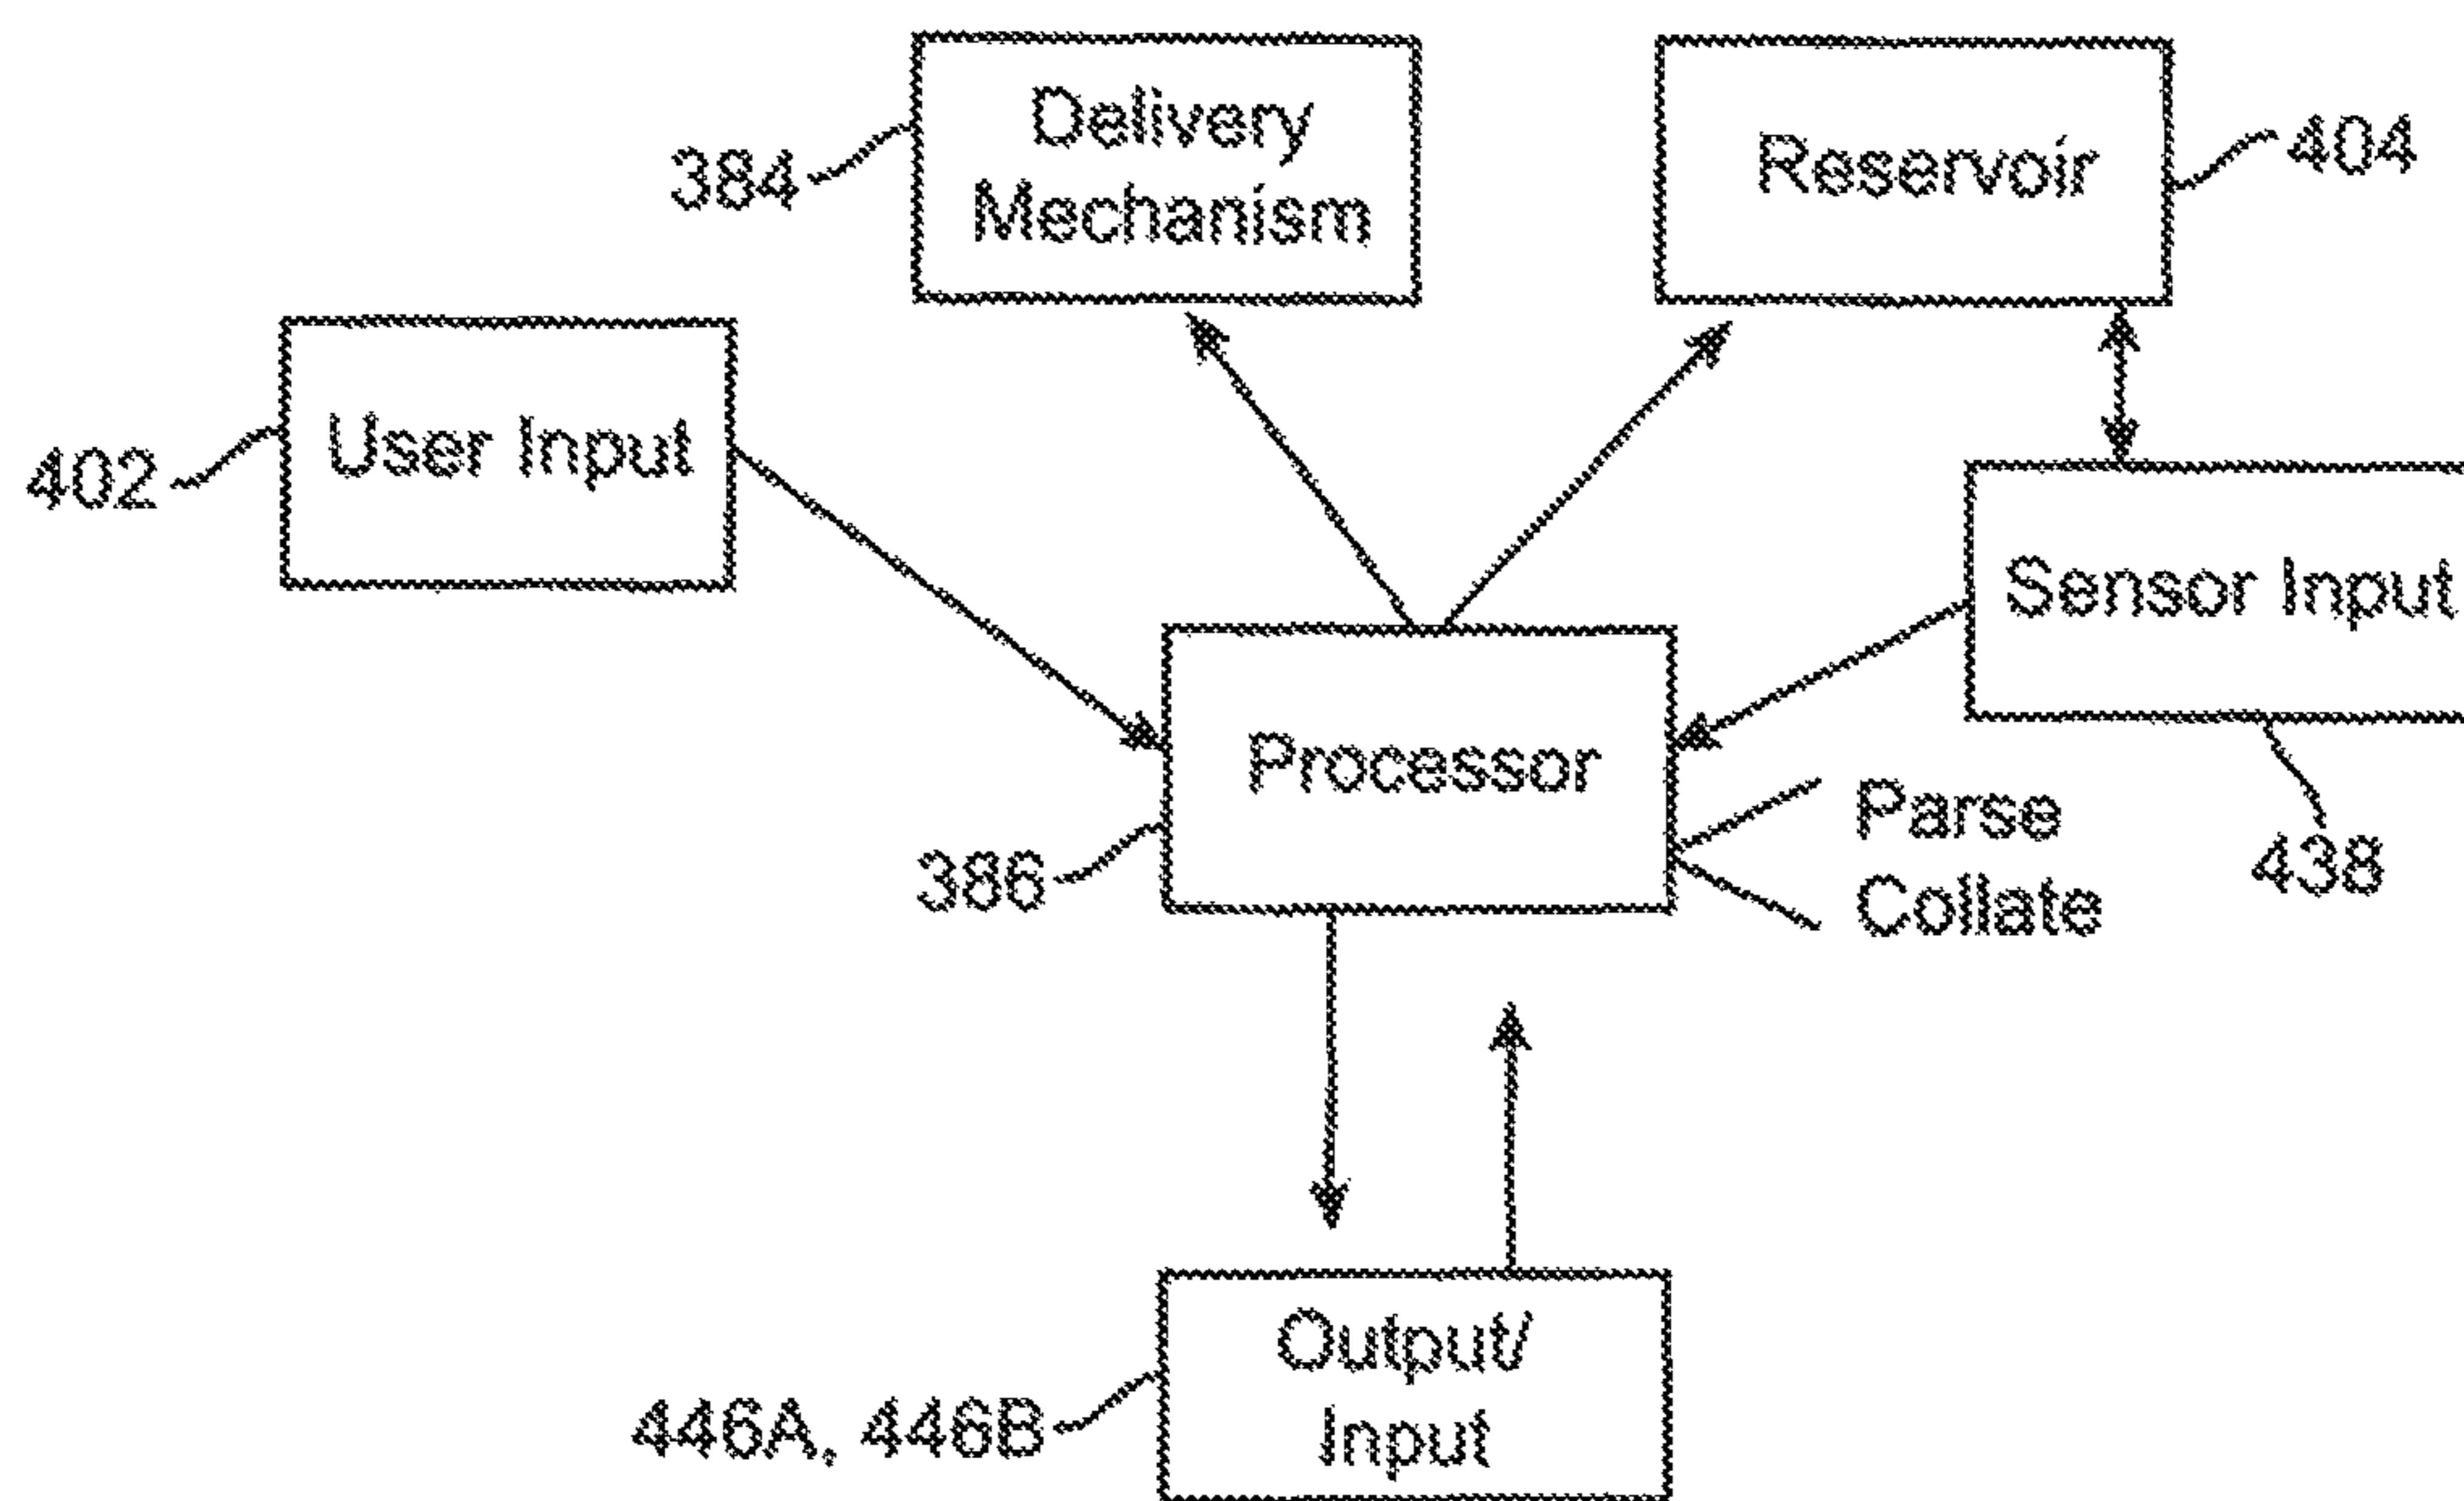 Delivery
Mechanism
384
Reservoir
404
User Input
402
Sensor Input
438
Processor
386
Parse
Collate
Output/
Input
446A, 446B